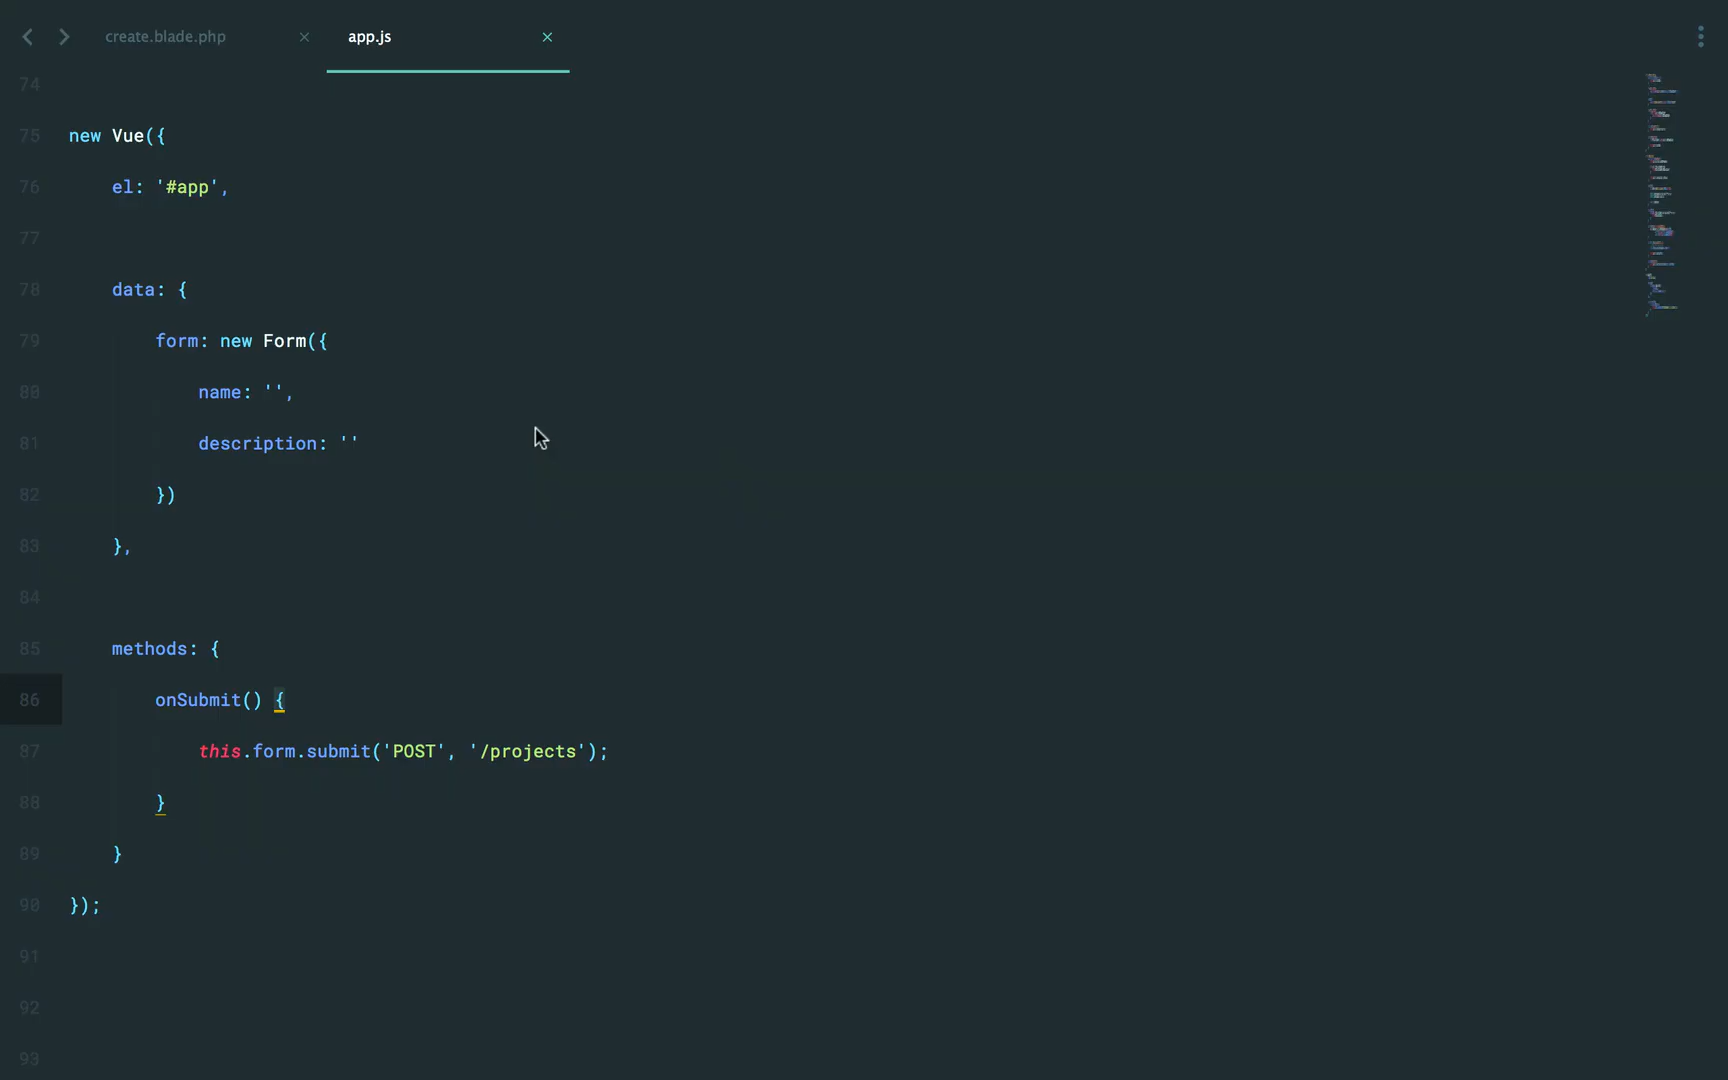 create.blade.php × app.js ×
74
75 new Vue({
76 el: '#app',
77
78 data: {
79 form: new Form({
80 name: '',
81 description: ''
82 })
83 },
84
85 methods: {
86 onSubmit() {
87 this.form.submit('POST', '/projects');
88 }
89 }
90 });
91
92
93